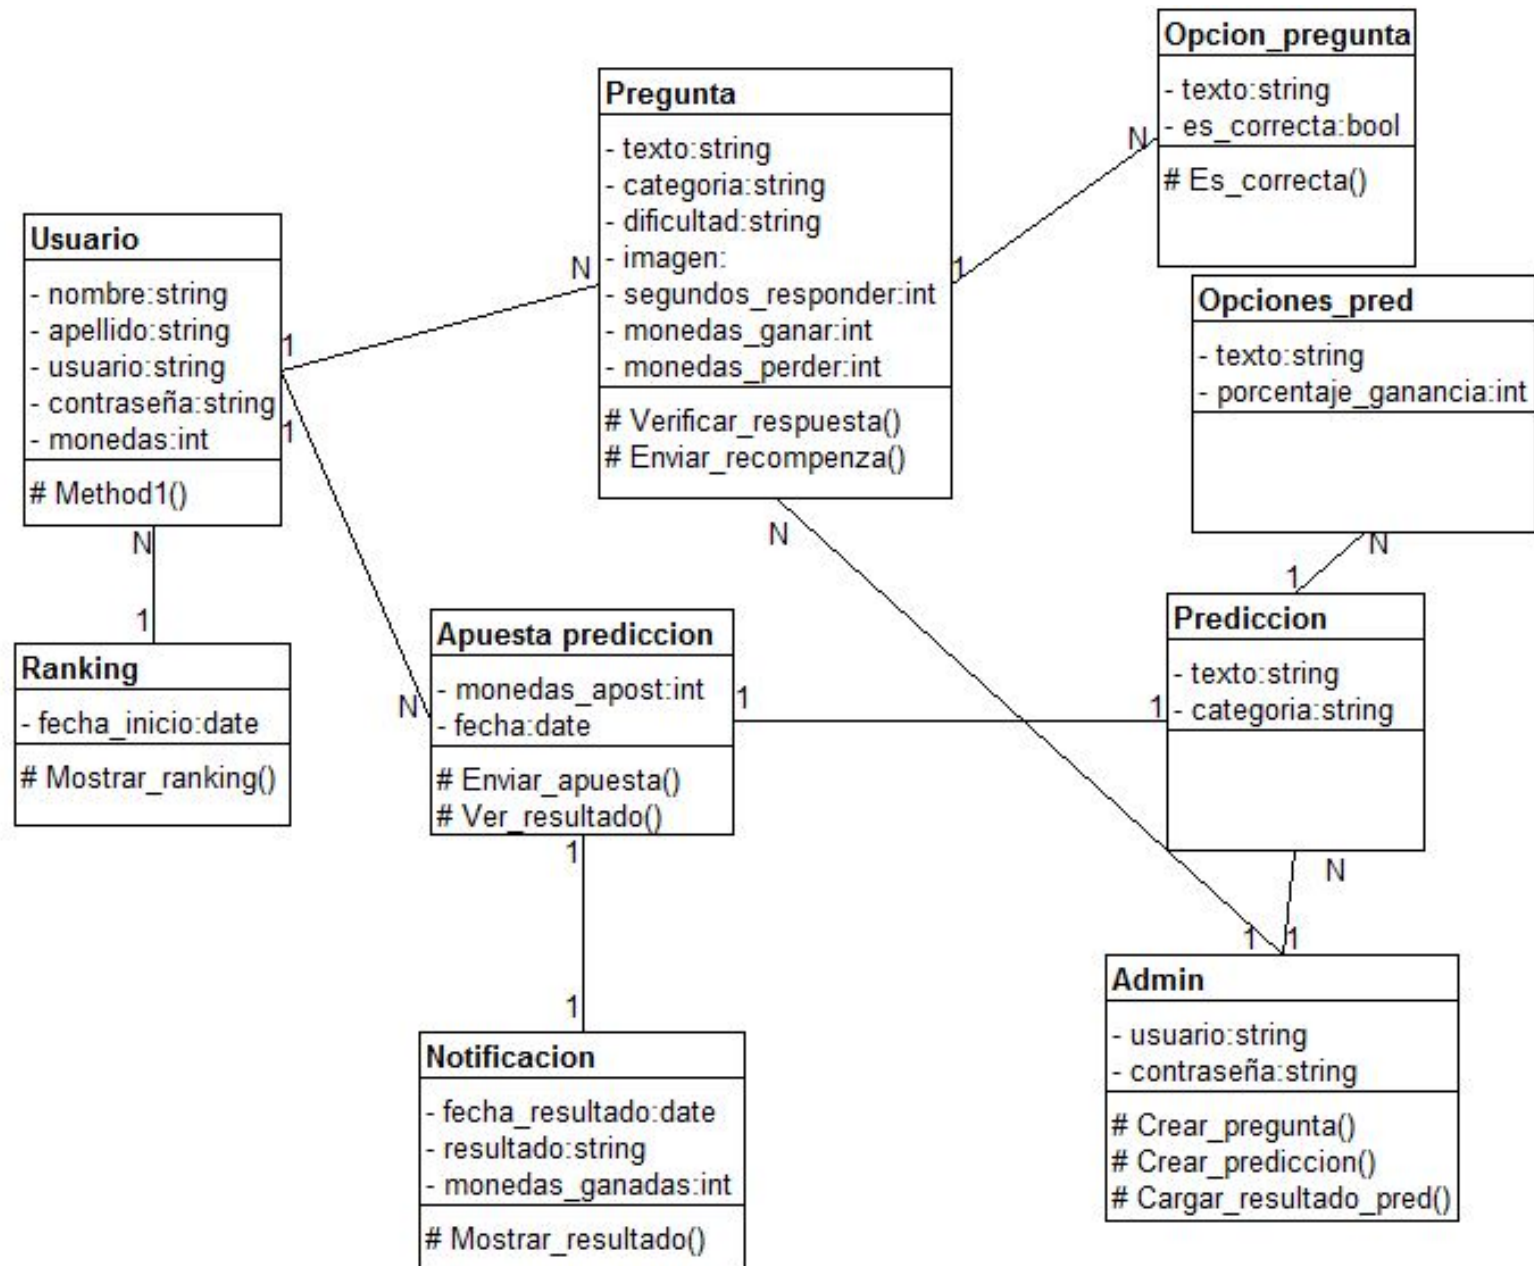 Opcion_pregunta
- texto:string
- es_correcta:bool
# Es_correcta()
N
1
Pregunta
- texto:string
- categoria:string
- dificultad:string
- imagen:
- segundos_responder:int
- monedas_ganar:int
- monedas_perder:int
# Verificar_respuesta()
# Enviar_recompenza()
N
N
Usuario
- nombre:string
- apellido:string
- usuario:string
- contraseña:string
- monedas:int
# Method1()
1
1
N
1
Opciones_pred
- texto:string
- porcentaje_ganancia:int
N
1
Prediccion
- texto:string
- categoria:string
1
N
Ranking
- fecha_inicio:date
# Mostrar_ranking()
Apuesta prediccion
- monedas_apost:int
- fecha:date
# Enviar_apuesta()
# Ver_resultado()
N
1
1
1
Notificacion
- fecha_resultado:date
- resultado:string
- monedas_ganadas:int
# Mostrar_resultado()
1
1
Admin
- usuario:string
- contraseña:string
# Crear_pregunta()
# Crear_prediccion()
# Cargar_resultado_pred()